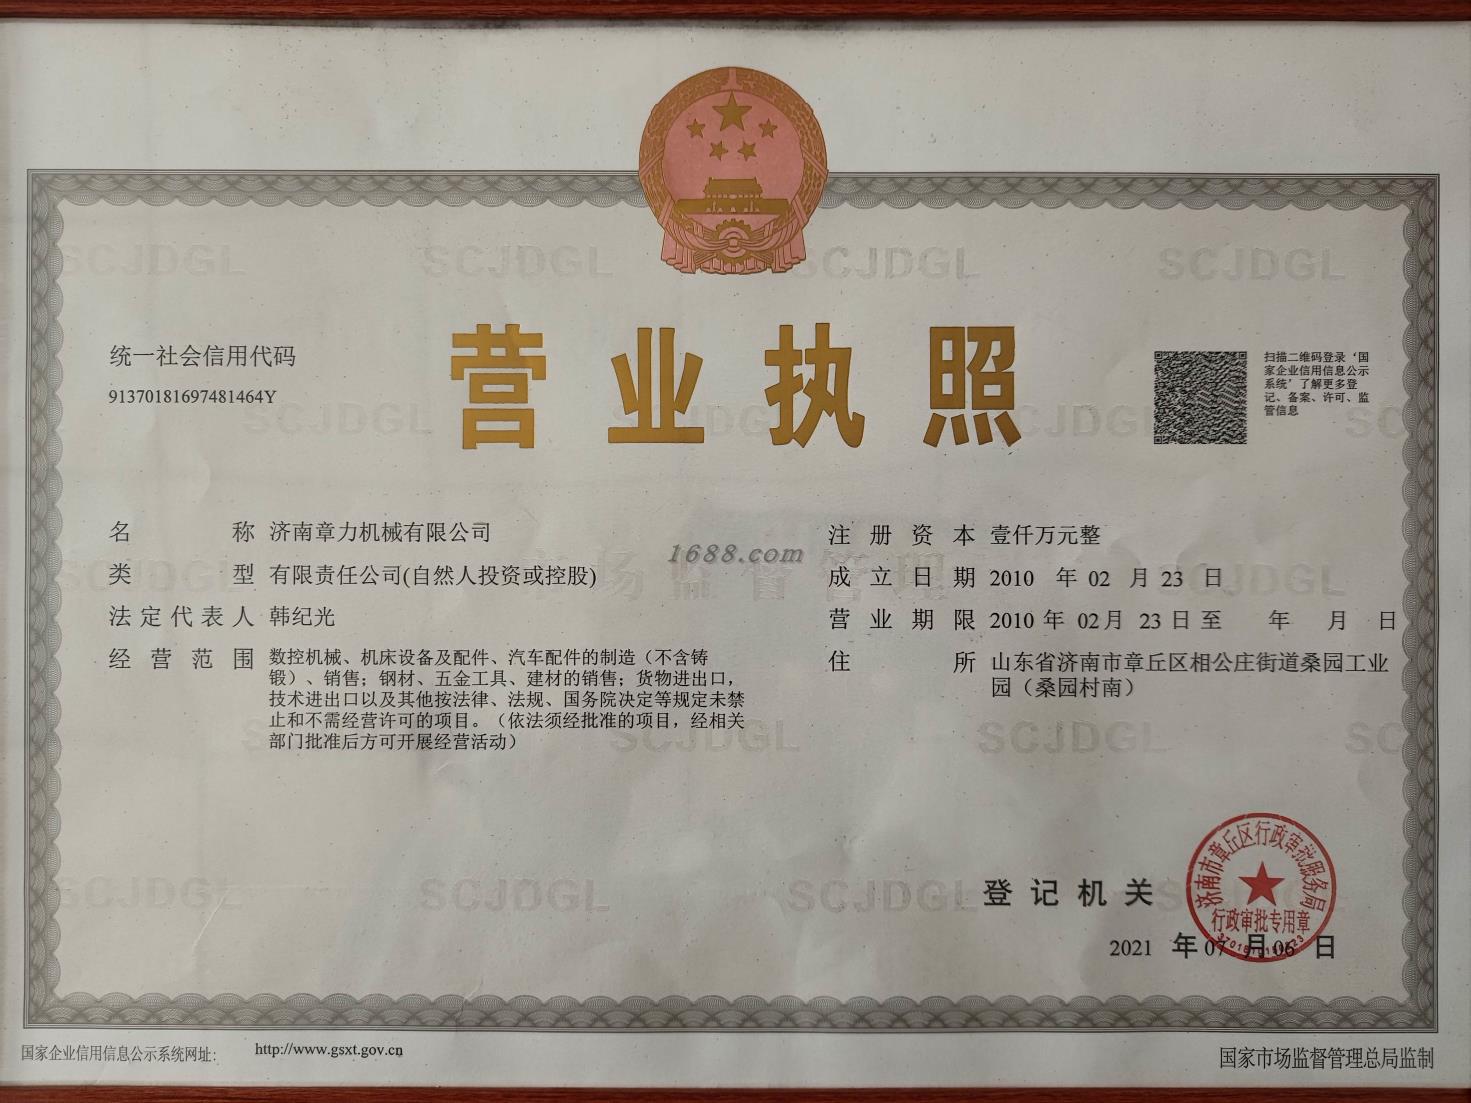 营业执照
统一社会信用代码
91370181697481464Y
扫描二维码登录‘国
家企业信用信息公示
系统’了解更多登
记、备案、许可、监
管信息
名称 济南章力机械有限公司
类型 有限责任公司(自然人投资或控股)
法定代表人 韩纪光
经营范围 数控机械、机床设备及配件、汽车配件的制造（不含铸
锻）、销售；钢材、五金工具、建材的销售；货物进出口，
技术进出口以及其他按法律、法规、国务院决定等规定未禁
止和不需经营许可的项目。（依法须经批准的项目，经相关
部门批准后方可开展经营活动）
注册资本 壹仟万元整
成立日期 2010 年 02 月 23 日
营业期限 2010 年 02月 23 日 至 年 月 日
住所 山东省济南市章丘区相公庄街道桑园工业
园（桑园村南）
1688.com
市场监督管理
SCJDGL
登记机关
济南市章丘区行政审批服务局
行政审批专用章
2021 年 07 月 06 日
国家企业信用信息公示系统网址：
http://www.gsxt.gov.cn
国家市场监督管理总局监制